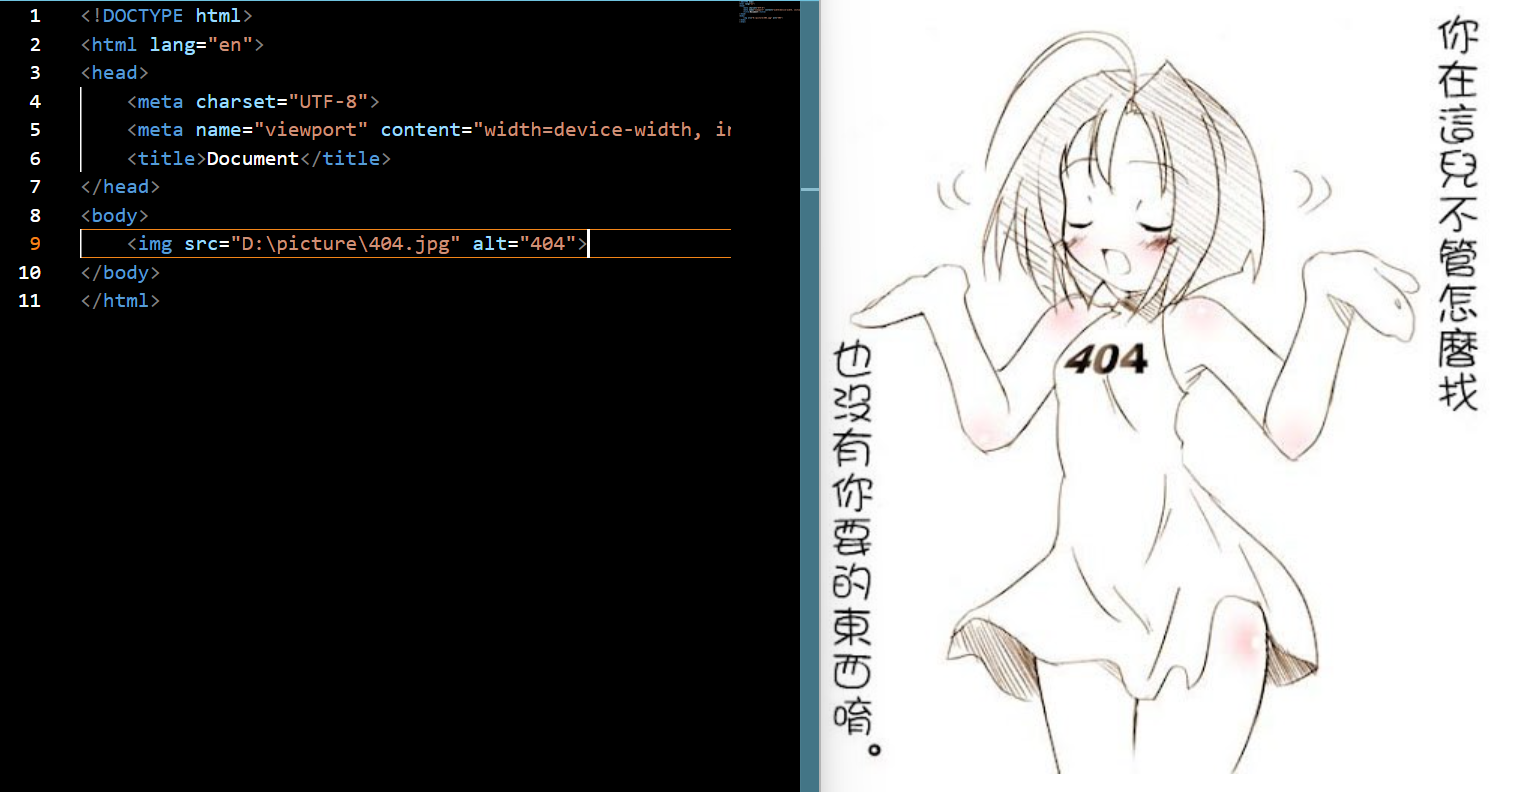 1 <!DOCTYPE html>
2 <html lang="en">
3 <head>
4 <meta charset="UTF-8">
5 <meta name="viewport" content="width=device-width, in
6 <title>Document</title>
7 </head>
8 <body>
9 <img src="D:\picture\404.jpg" alt="404">
10 </body>
11 </html>
你在這兒不管怎麼找
404
也沒有你要的東西唷。